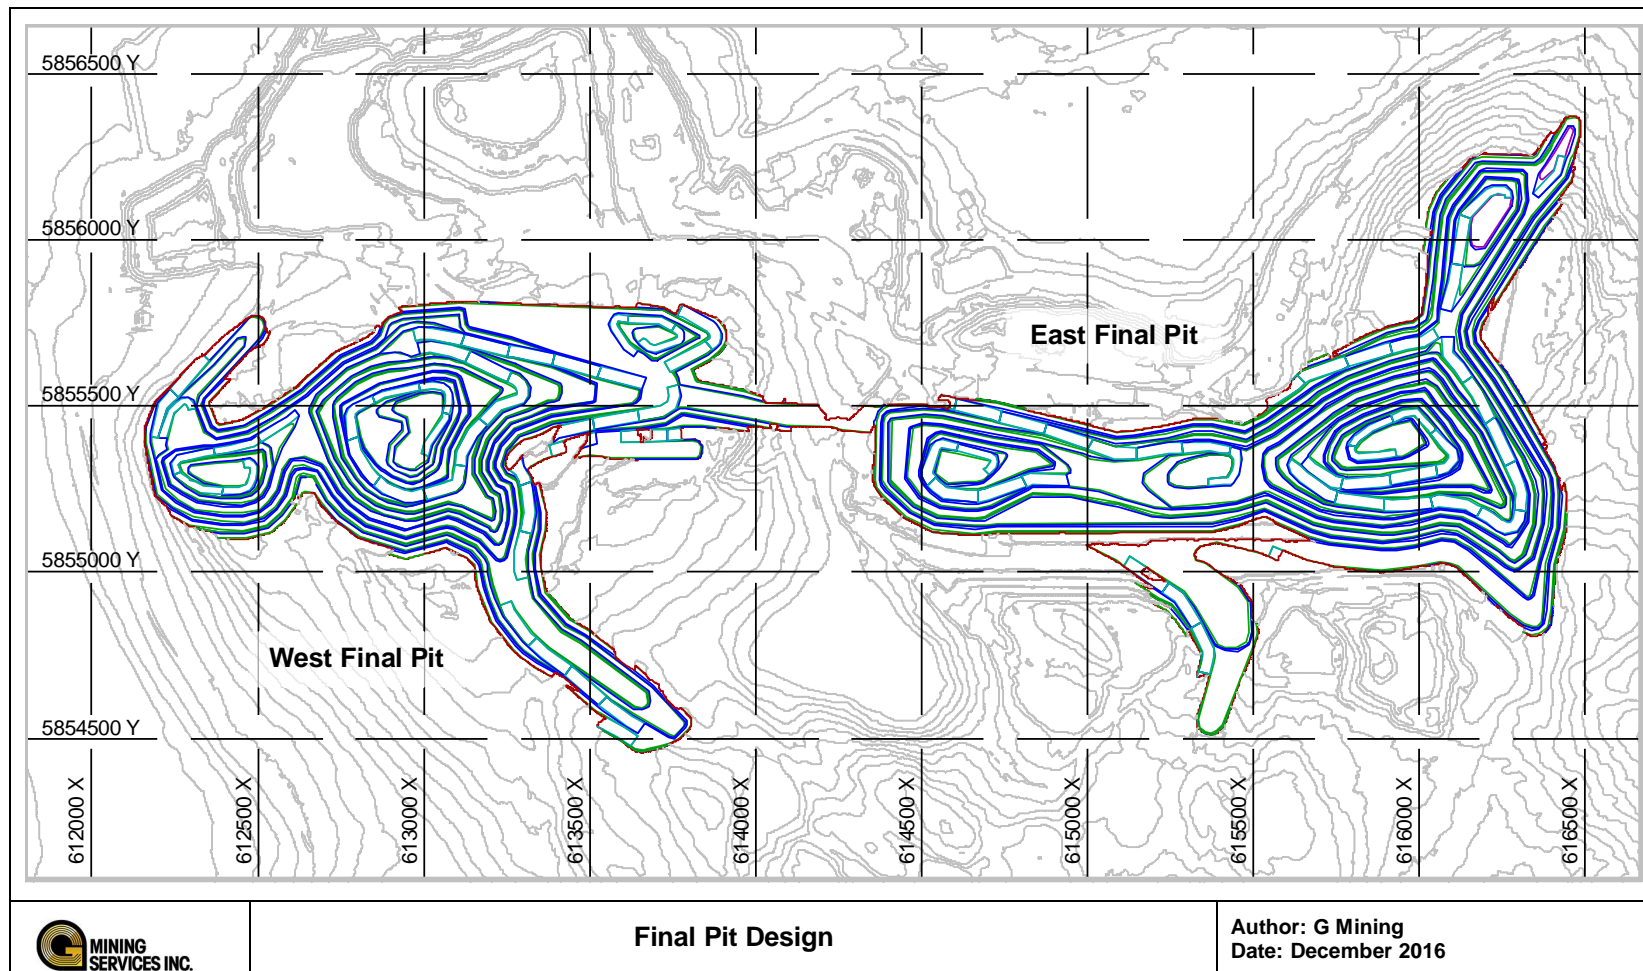 5856500 Y
5856000 Y
East Final Pit
5855500 Y
5855000 Y
West Final Pit
5854500 Y
612000 X
612500 X
613000 X
613500 X
614000 X
614500 X
615000 X
615500 X
616000 X
616500 X
G MINING
SERVICES INC.
Final Pit Design
Author: G Mining
Date: December 2016